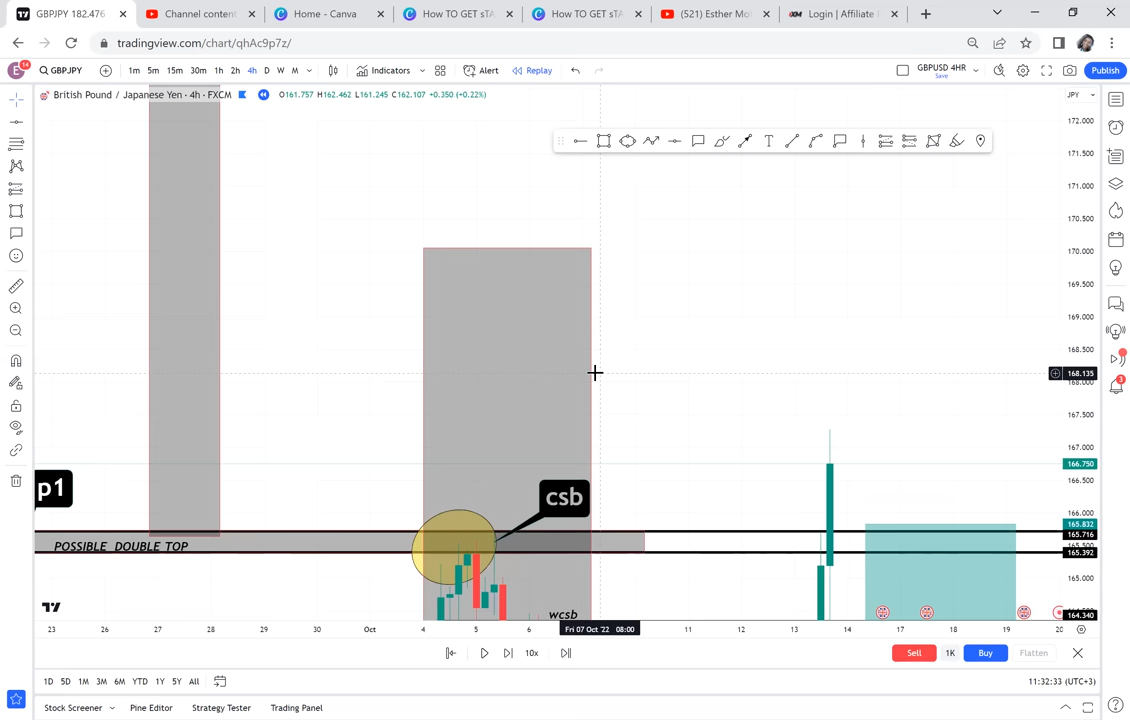 GBPJPY 182.476
Channel content
Home - Canva
How TO GET sTA
How TO GET sTA
(521) Esther Mo
Login | Affiliate
tradingview.com/chart/qhAc9p7z/
E 14 GBPJPY 1m 5m 15m 30m 1h 2h 4h D W M Indicators Alert Replay GBPUSD 4HR Save Publish
British Pound / Japanese Yen · 4h · FXCM O161.757 H162.462 L161.245 C162.107 +0.350 (+0.22%) JPY
172.000
171.500
171.000
170.500
170.000
169.500
169.000
168.500
168.135
168.000
167.500
167.000
166.750
166.500
166.000
165.832
165.716
165.392
165.000
164.340
3
p1
csb
POSSIBLE DOUBLE TOP
wcsb
23 26 27 28 29 30 Oct 4 5 6 Fri 07 Oct '22 08:00 11 12 13 14 17 18 19 20
10x Sell 1K Buy Flatten
1D 5D 1M 3M 6M YTD 1Y 5Y All 11:32:33 (UTC+3)
Stock Screener Pine Editor Strategy Tester Trading Panel